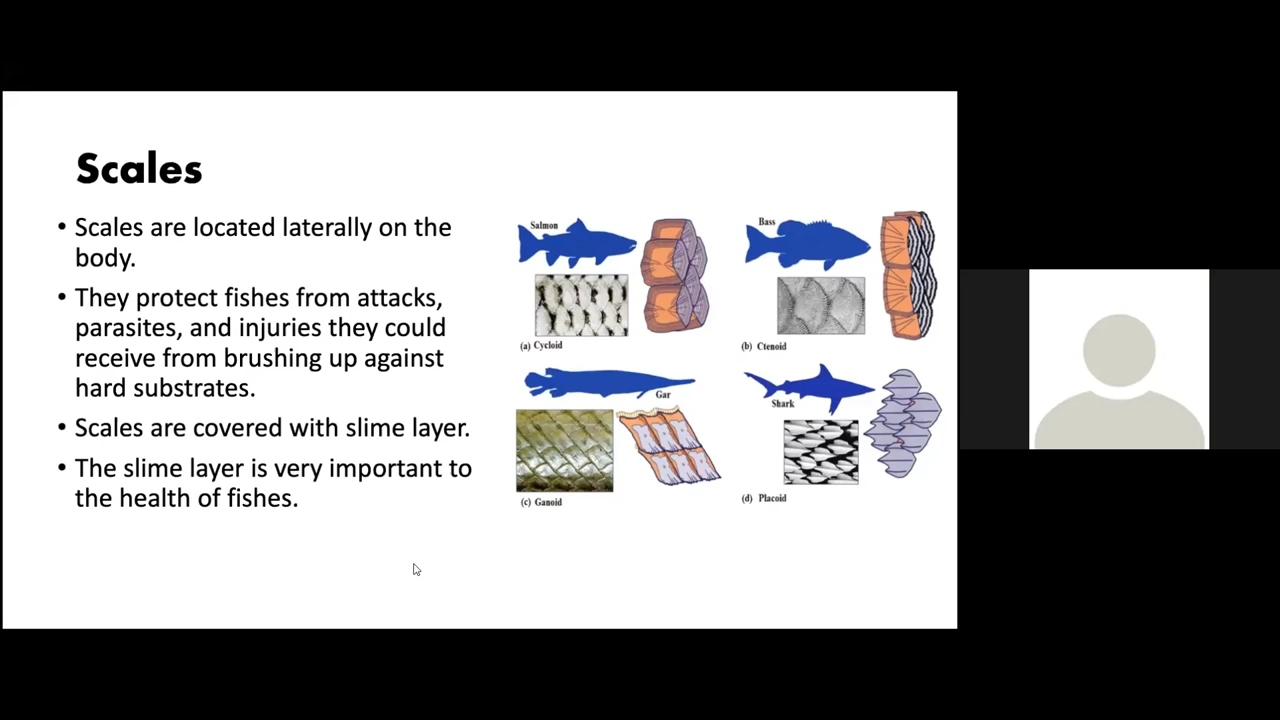 Scales
• Scales are located laterally on the
body.
• They protect fishes from attacks,
parasites, and injuries they could
receive from brushing up against
hard substrates.
• Scales are covered with slime layer.
• The slime layer is very important to
the health of fishes.
Salmon
(a) Cycloid
Bass
(b) Ctenoid
Gar
(c) Ganoid
Shark
(d) Placoid